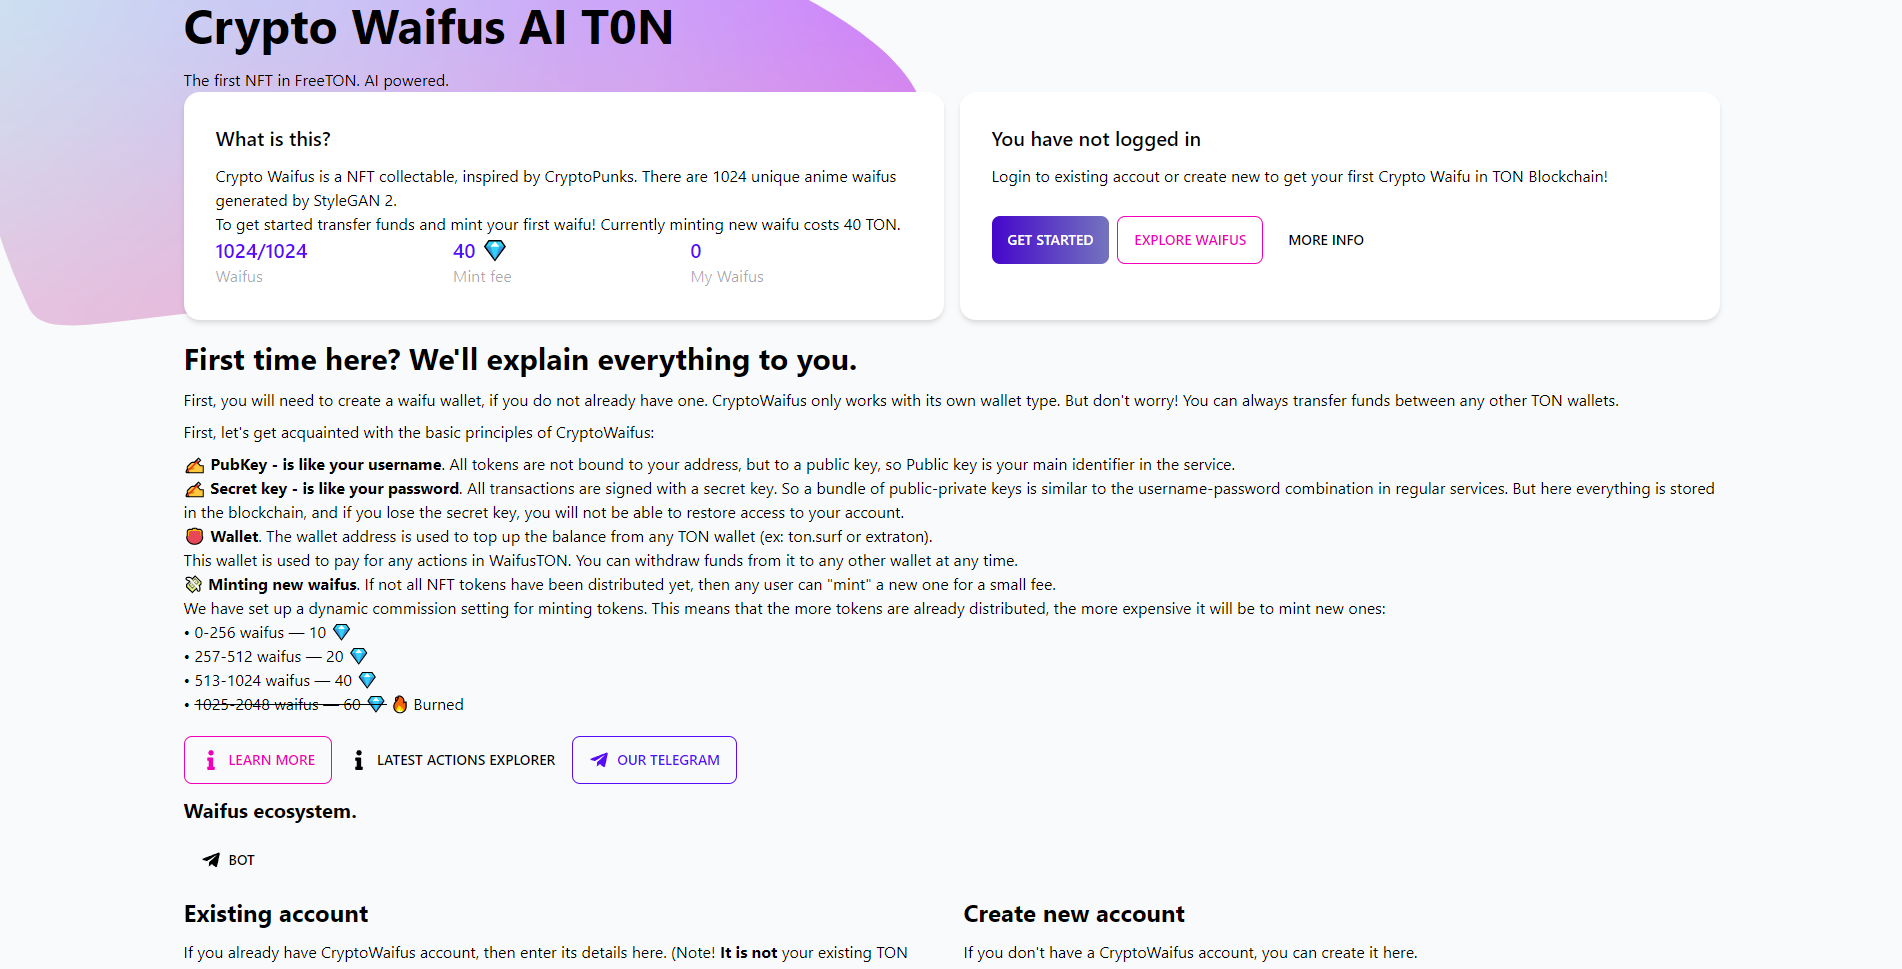 Crypto Waifus AI T0N
The first NFT in FreeTON. AI powered.
What is this?
Crypto Waifus is a NFT collectable, inspired by CryptoPunks. There are 1024 unique anime waifus
generated by StyleGAN 2.
To get started transfer funds and mint your first waifu! Currently minting new waifu costs 40 TON.
1024/1024
Waifus
40 💎
Mint fee
0
My Waifus
You have not logged in
Login to existing accout or create new to get your first Crypto Waifu in TON Blockchain!
GET STARTED
EXPLORE WAIFUS
MORE INFO
First time here? We'll explain everything to you.
First, you will need to create a waifu wallet, if you do not already have one. CryptoWaifus only works with its own wallet type. But don't worry! You can always transfer funds between any other TON wallets.
First, let's get acquainted with the basic principles of CryptoWaifus:
✍ PubKey - is like your username. All tokens are not bound to your address, but to a public key, so Public key is your main identifier in the service.
✍ Secret key - is like your password. All transactions are signed with a secret key. So a bundle of public-private keys is similar to the username-password combination in regular services. But here everything is stored
in the blockchain, and if you lose the secret key, you will not be able to restore access to your account.
👛 Wallet. The wallet address is used to top up the balance from any TON wallet (ex: ton.surf or extraton).
This wallet is used to pay for any actions in WaifusTON. You can withdraw funds from it to any other wallet at any time.
💸 Minting new waifus. If not all NFT tokens have been distributed yet, then any user can "mint" a new one for a small fee.
We have set up a dynamic commission setting for minting tokens. This means that the more tokens are already distributed, the more expensive it will be to mint new ones:
• 0-256 waifus — 10 💎
• 257-512 waifus — 20 💎
• 513-1024 waifus — 40 💎
• 1025-2048 waifus — 60 💎 🔥 Burned
LEARN MORE
LATEST ACTIONS EXPLORER
OUR TELEGRAM
Waifus ecosystem.
BOT
Existing account
If you already have CryptoWaifus account, then enter its details here. (Note! It is not your existing TON
Create new account
If you don't have a CryptoWaifus account, you can create it here.